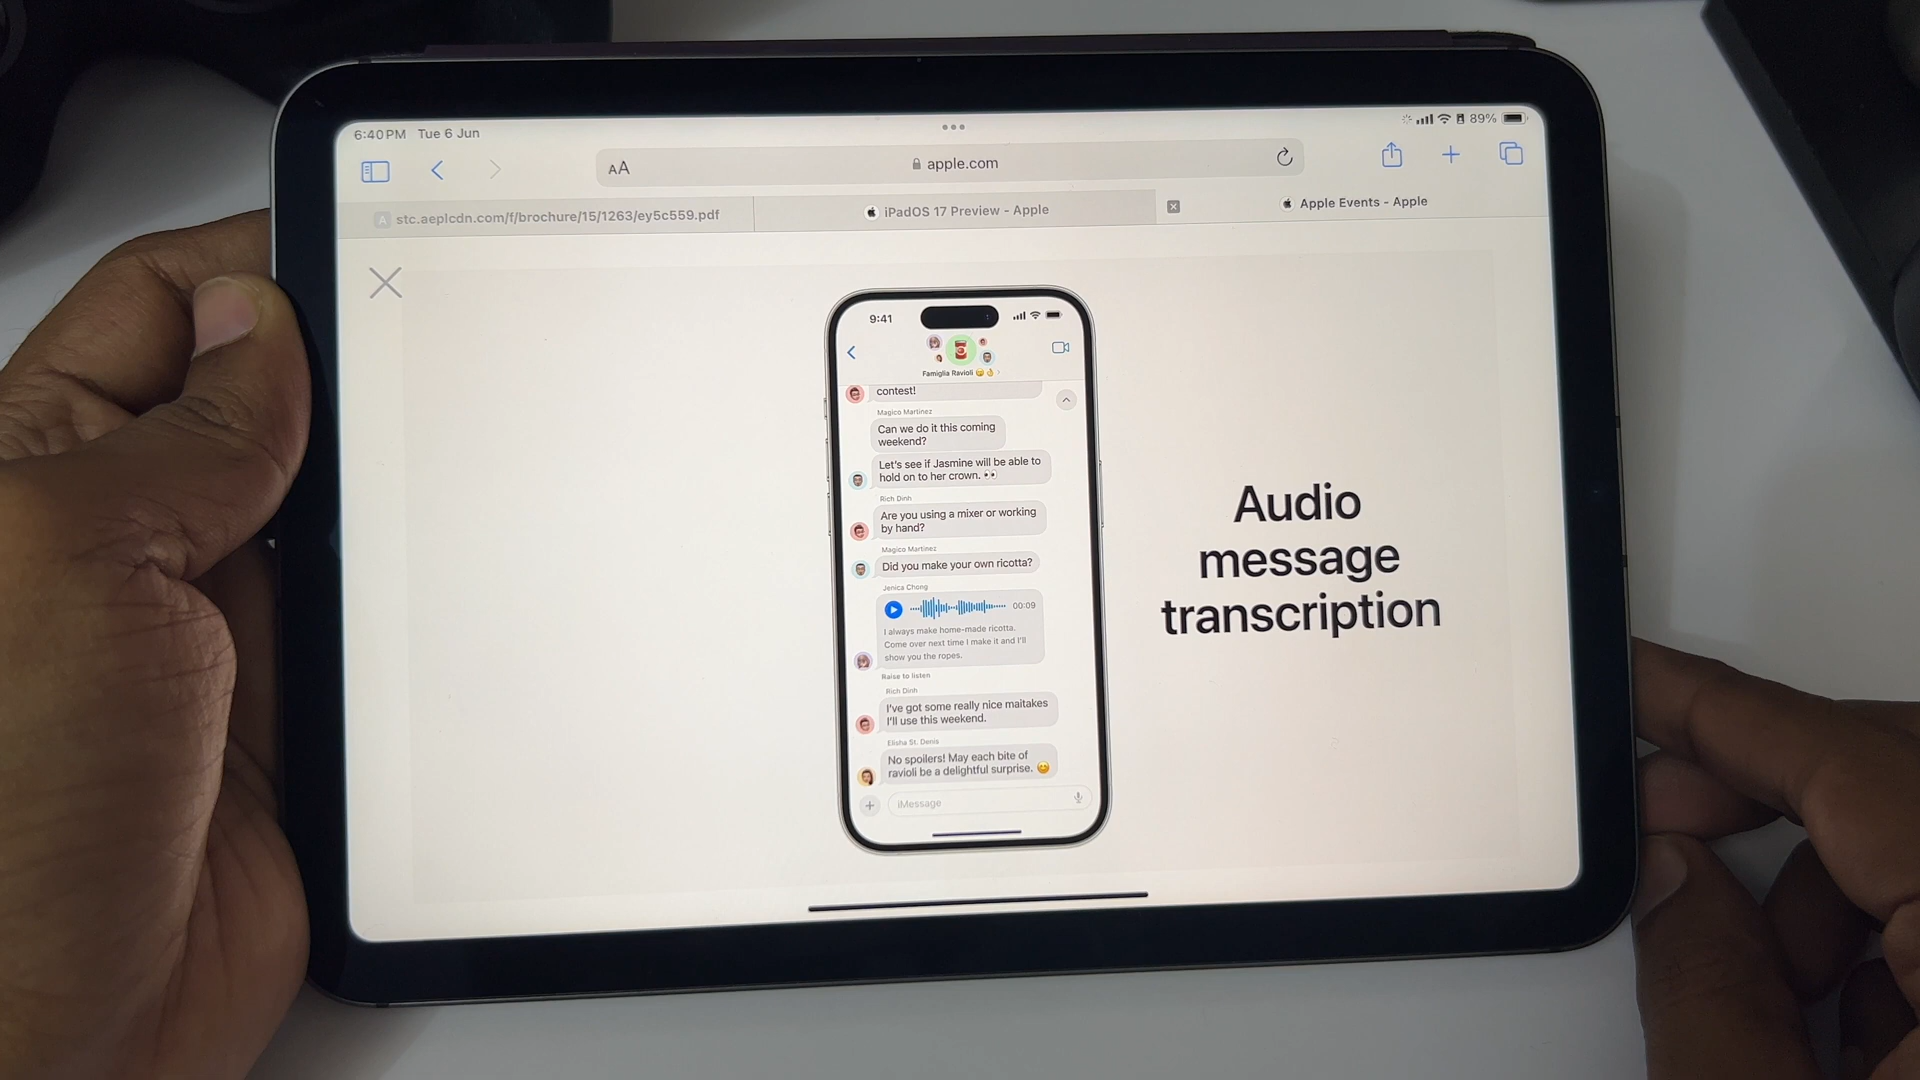 6:40 PM Tue 6 Jun
89%
AA
apple.com
A stc.aeplcdn.com/f/brochure/15/1263/ey5c559.pdf
iPadOS 17 Preview - Apple
Apple Events - Apple
9:41
Famiglia Ravioli 😋👌 >
contest!
Magico Martinez
Can we do it this coming
weekend?
Let's see if Jasmine will be able to
hold on to her crown. 👀
Rich Dinh
Are you using a mixer or working
by hand?
Magico Martinez
Did you make your own ricotta?
Jenica Chong
00:09
I always make home-made ricotta.
Come over next time I make it and I'll
show you the ropes.
Raise to listen
Rich Dinh
I've got some really nice maitakes
I'll use this weekend.
Elisha St. Denis
No spoilers! May each bite of
ravioli be a delightful surprise. 😊
iMessage
Audio
message
transcription